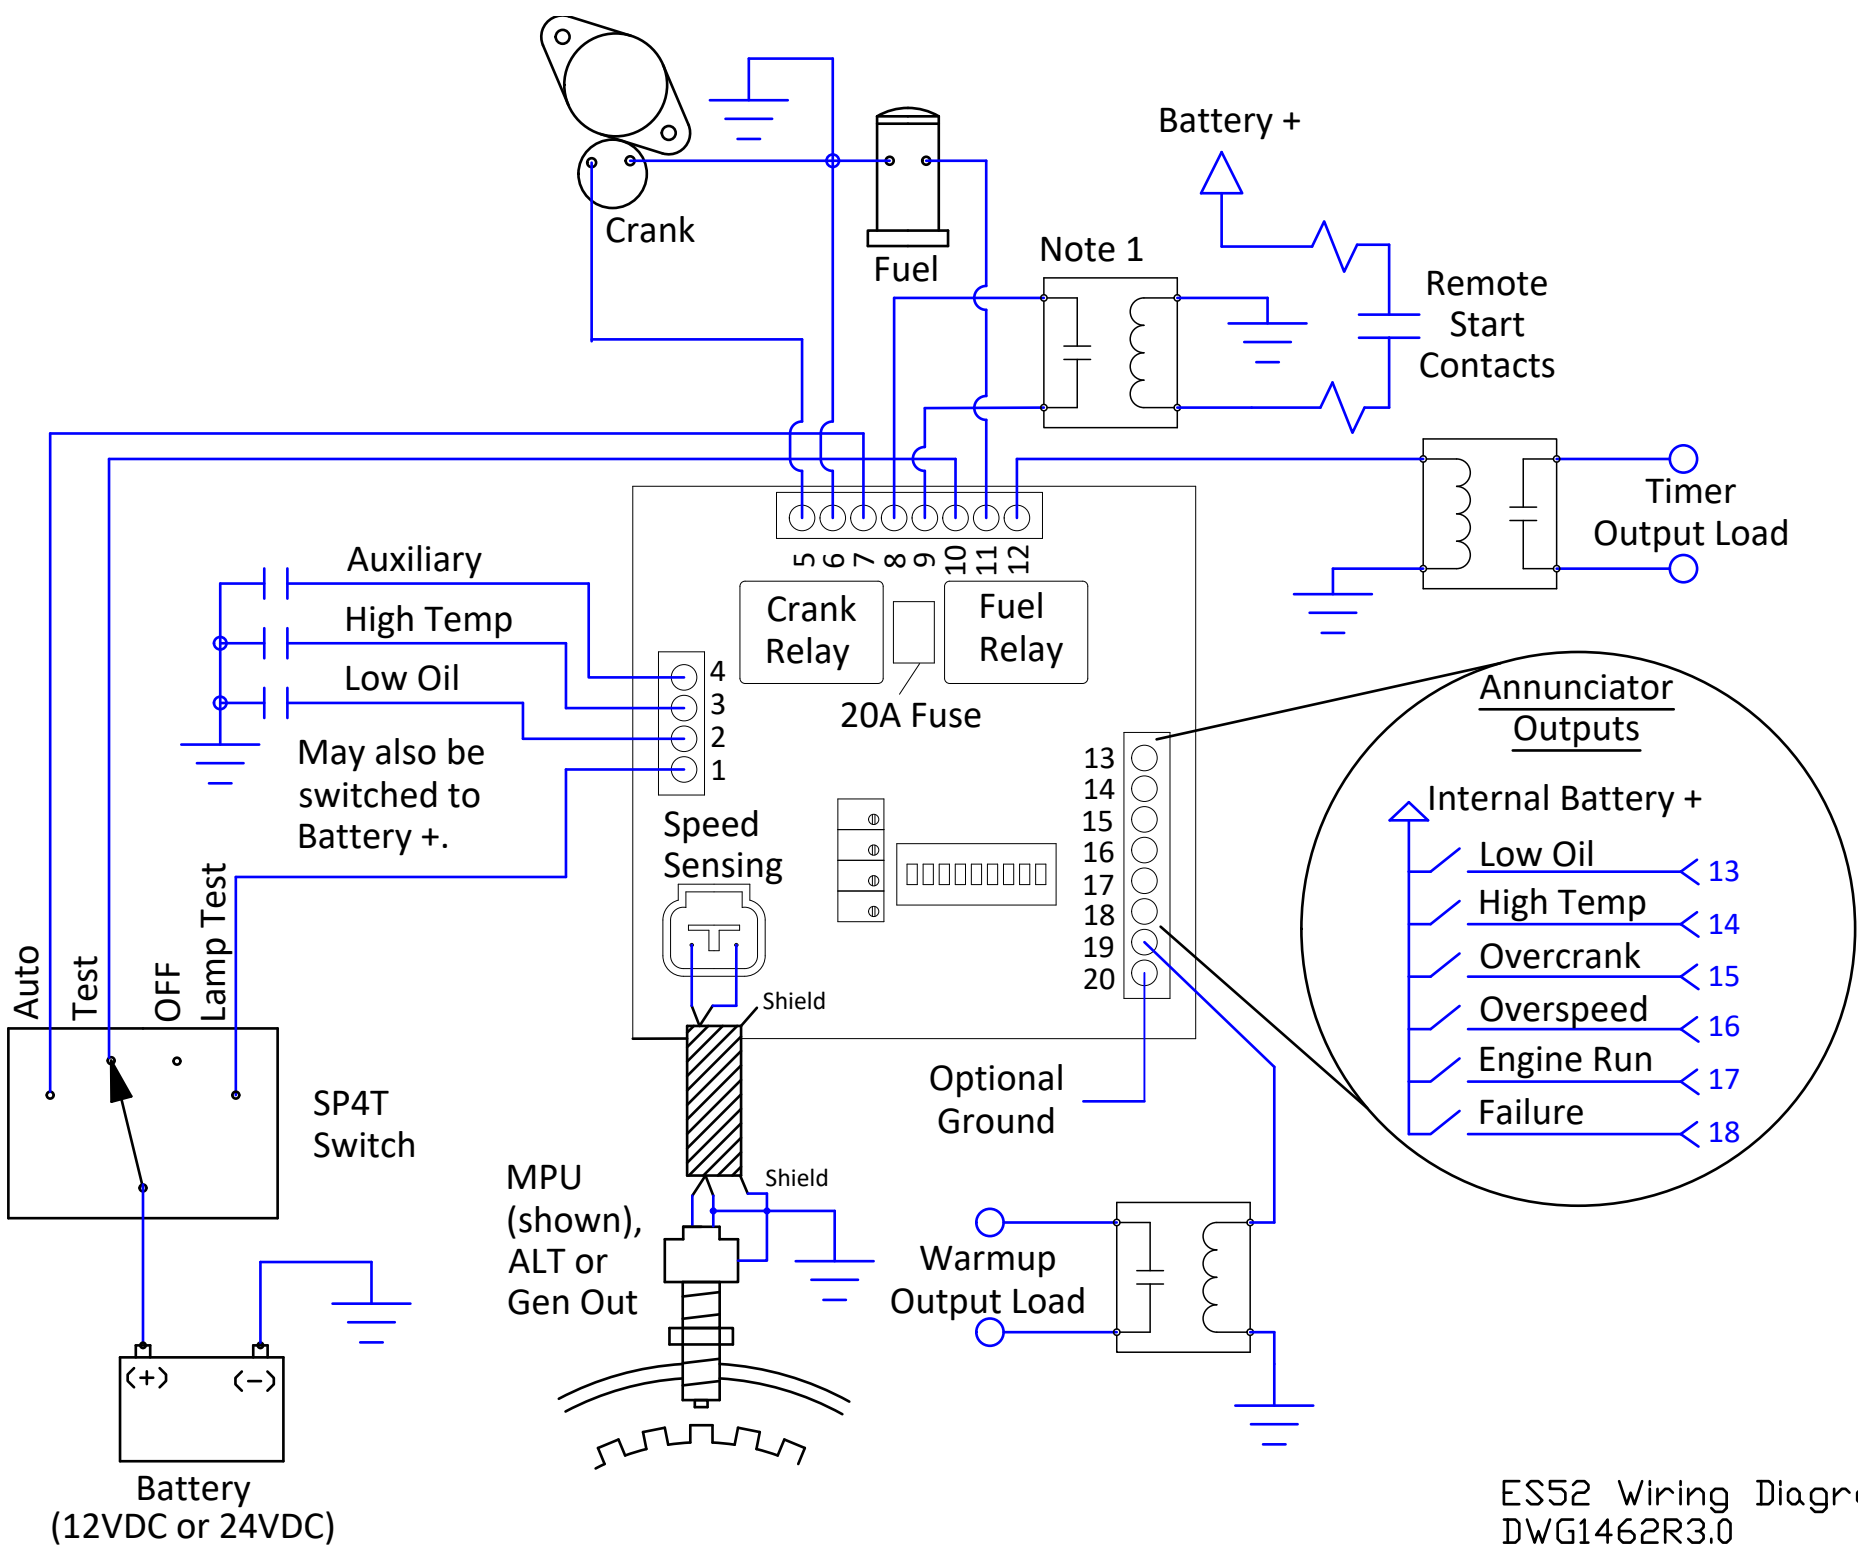 Crank
Fuel
Battery +
Note 1
Remote
Start
Contacts
Timer
Output Load
5
6
7
8
9
10
11
12
Crank
Relay
Fuel
Relay
20A Fuse
Auxiliary
High Temp
Low Oil
May also be
switched to
Battery +.
4
3
2
1
Speed
Sensing
13
14
15
16
17
18
19
20
Annunciator
Outputs
Internal Battery +
Low Oil 13
High Temp 14
Overcrank 15
Overspeed 16
Engine Run 17
Failure 18
Auto
Test
OFF
Lamp Test
SP4T
Switch
Shield
Shield
Optional
Ground
MPU
(shown),
ALT or
Gen Out
Warmup
Output Load
(+) (-)
Battery
(12VDC or 24VDC)
ES52 Wiring
DWG1462R3.0